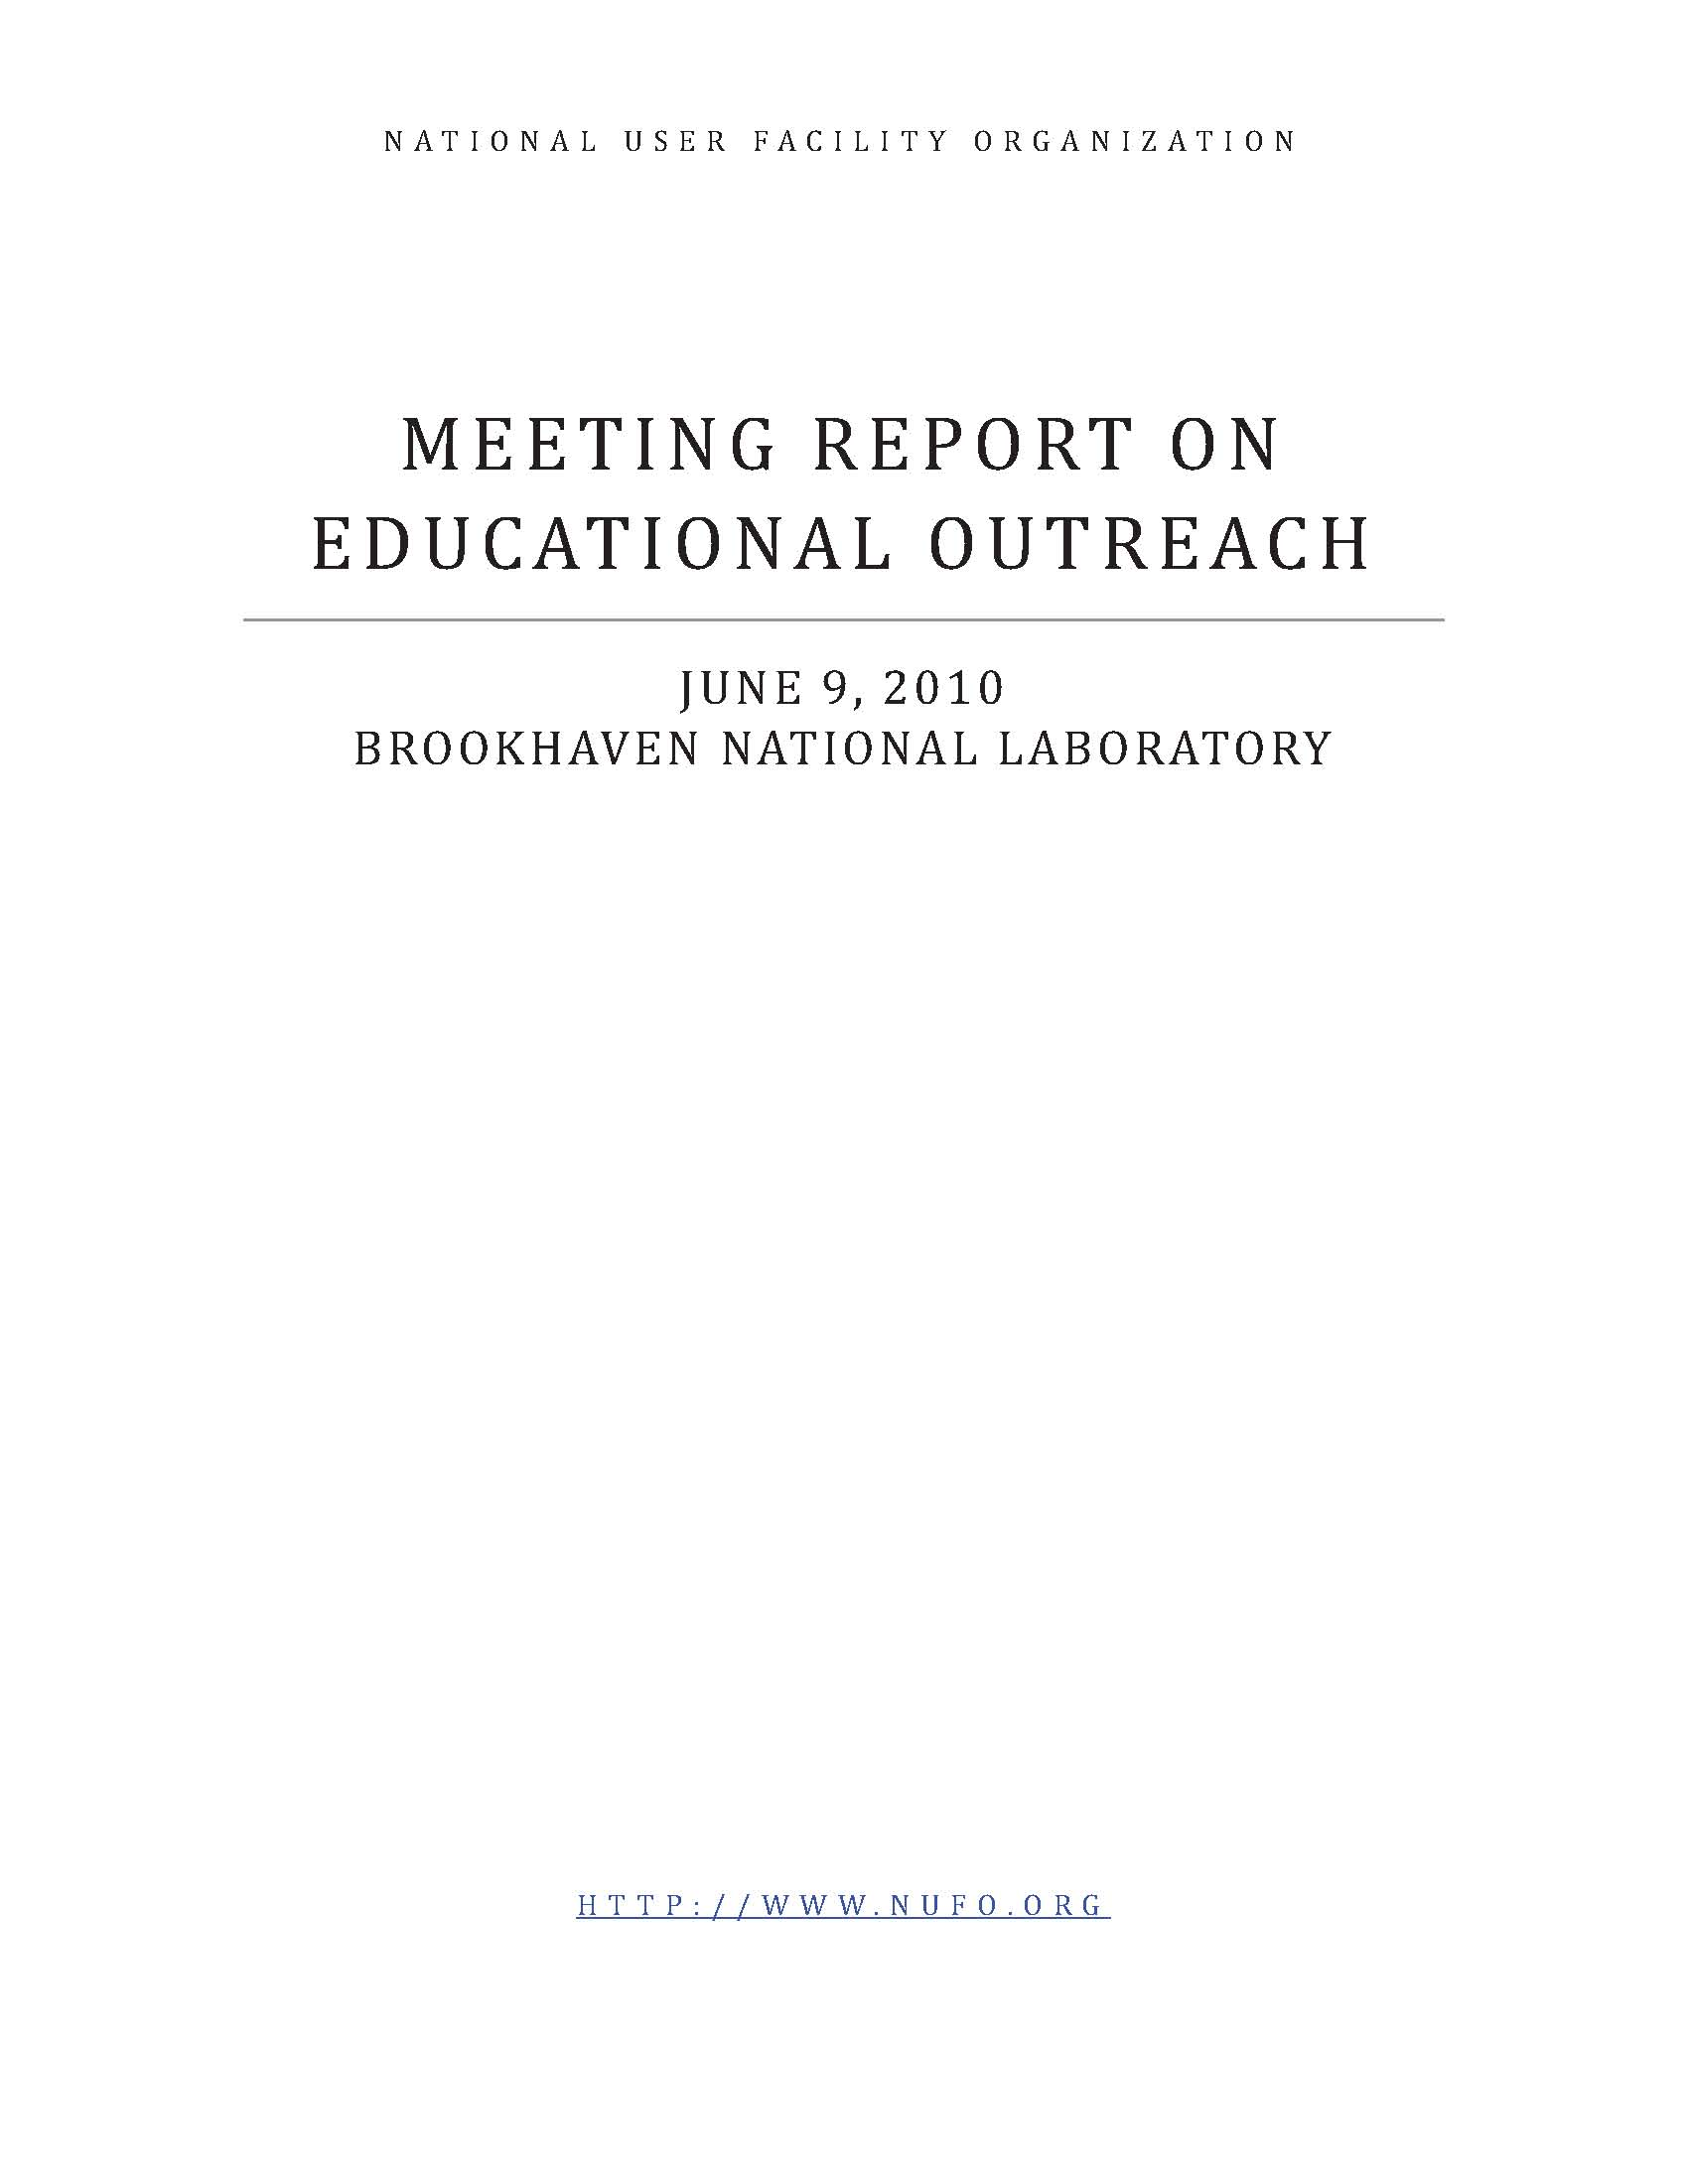 NATIONAL USER FACILITY ORGANIZATION
MEETING REPORT ON
EDUCATIONAL OUTREACH
JUNE 9, 2010
BROOKHAVEN NATIONAL LABORATORY
HTTP://WWW.NUFO.ORG